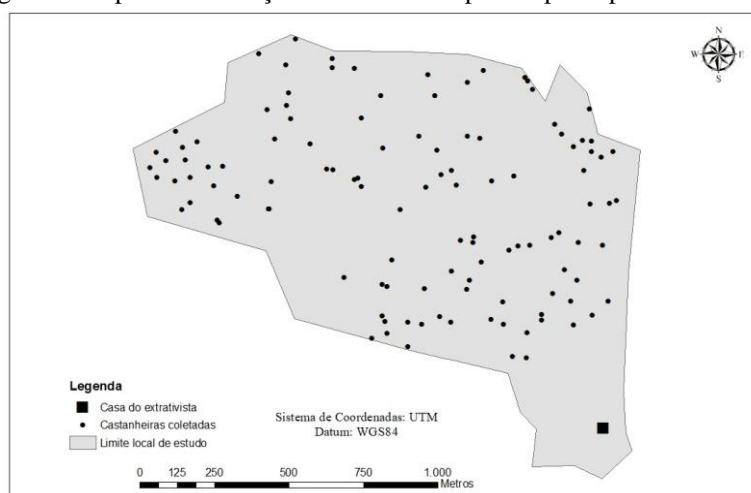 N
W E
S
Legenda
Casa do extrativista
Castanheiras coletadas
Limite local de estudo
Sistema de Coordenadas: UTM
Datum: WGS84
0 125 250 500 750 1.000
Metros